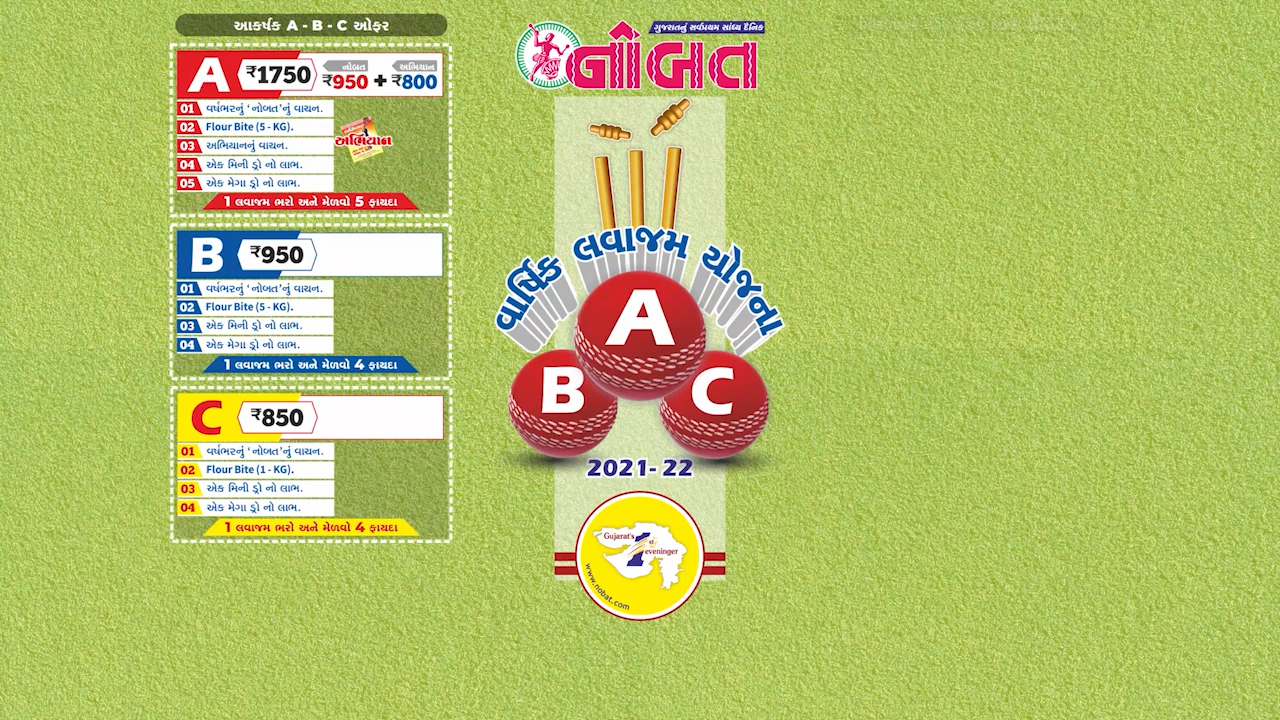 આકર્ષક A - B - C ઓફર
A ₹1750 નોબત ₹950 + અભિયાન ₹800
01 વર્ષભરનું ‘નોબત’નું વાચન.
02 Flour Bite (5 - KG).
03 અભિયાનનું વાચન.
04 એક મિની ડ્રો નો લાભ.
05 એક મેગા ડ્રો નો લાભ.
અભિયાન
1 લવાજમ ભરો અને મેળવો 5 ફાયદા
B ₹950
01 વર્ષભરનું ‘નોબત’નું વાચન.
02 Flour Bite (5 - KG).
03 એક મિની ડ્રો નો લાભ.
04 એક મેગા ડ્રો નો લાભ.
1 લવાજમ ભરો અને મેળવો 4 ફાયદા
C ₹850
01 વર્ષભરનું ‘નોબત’નું વાચન.
02 Flour Bite (1 - KG).
03 એક મિની ડ્રો નો લાભ.
04 એક મેગા ડ્રો નો લાભ.
1 લવાજમ ભરો અને મેળવો 4 ફાયદા
ગુજરાતનું સર્વપ્રથમ સાંધ્ય દૈનિક
નોબત
વાર્ષિક લવાજમ યોજના
A
B C
2021- 22
Gujarat's 1st eveninger
www.nobat.com